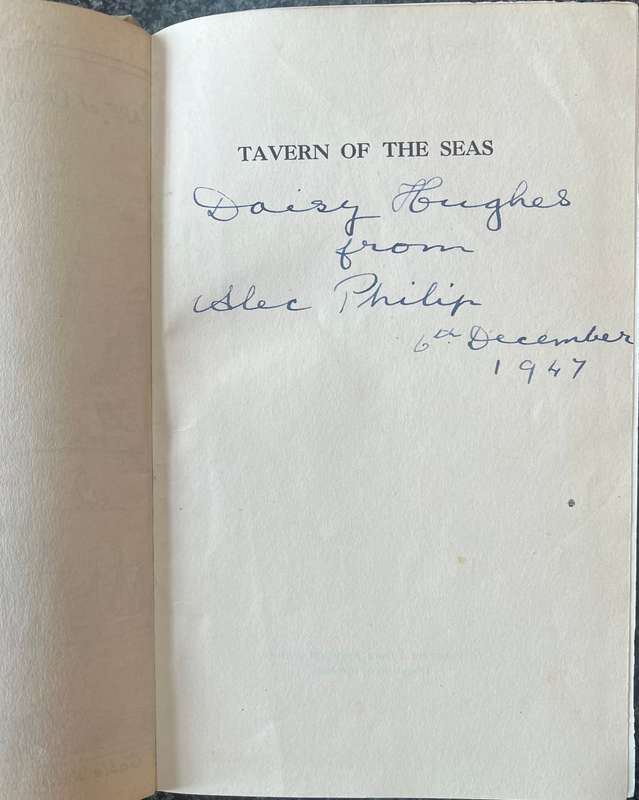 TAVERN OF THE SEAS
Daisy Hughes
from
Alec Philip
6th December
1947